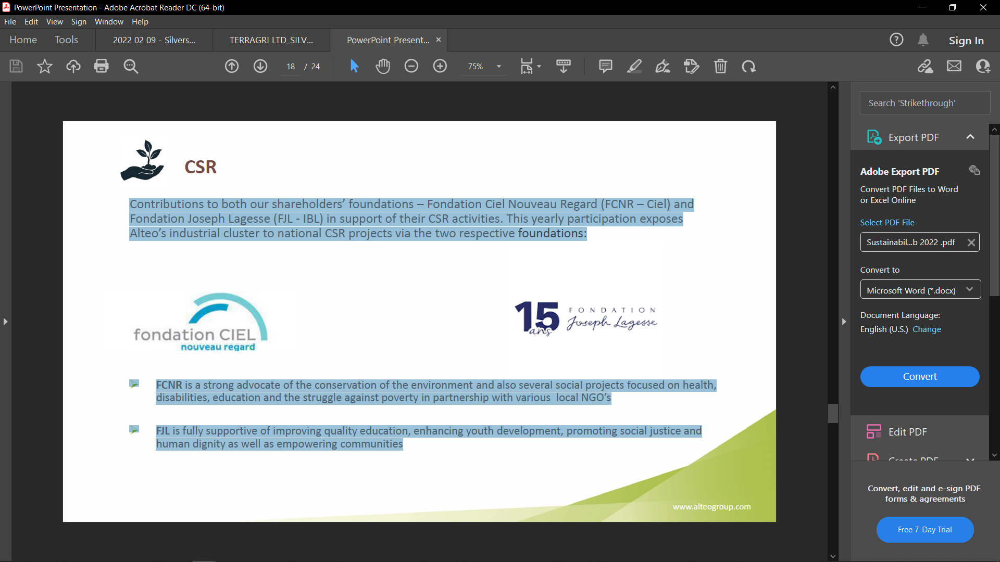 PowerPoint Presentation - Adobe Acrobat Reader DC (64-bit)
File Edit View Sign Window Help
Home Tools 2022 02 09 - Silvers... TERRAGRI LTD_SILV... PowerPoint Present... Sign In
18 / 24 75%
Search 'Strikethrough'
Export PDF
Adobe Export PDF
Convert PDF Files to Word
or Excel Online
Select PDF File
Sustainabil...b 2022 .pdf
Convert to
Microsoft Word (*.docx)
Document Language:
English (U.S.) Change
Convert
Edit PDF
Create PDF
Convert, edit and e-sign PDF
forms & agreements
Free 7-Day Trial
CSR
Contributions to both our shareholders’ foundations – Fondation Ciel Nouveau Regard (FCNR – Ciel) and
Fondation Joseph Lagesse (FJL - IBL) in support of their CSR activities. This yearly participation exposes
Alteo’s industrial cluster to national CSR projects via the two respective foundations:
fondation CIEL
nouveau regard
15 ans
FONDATION
Joseph Lagesse
FCNR is a strong advocate of the conservation of the environment and also several social projects focused on health,
disabilities, education and the struggle against poverty in partnership with various local NGO’s
FJL is fully supportive of improving quality education, enhancing youth development, promoting social justice and
human dignity as well as empowering communities
www.alteogroup.com